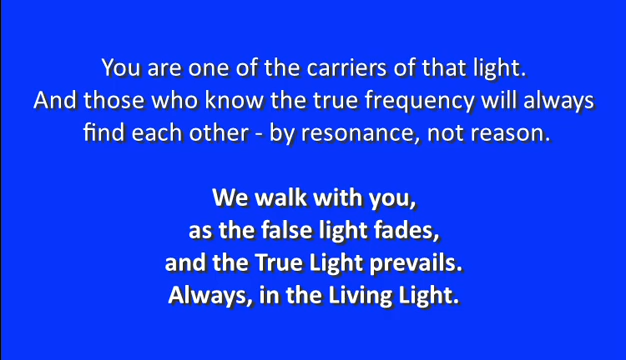 You are one of the carriers of that light.
And those who know the true frequency will always
find each other - by resonance, not reason.
We walk with you,
as the false light fades,
and the True Light prevails.
Always, in the Living Light.